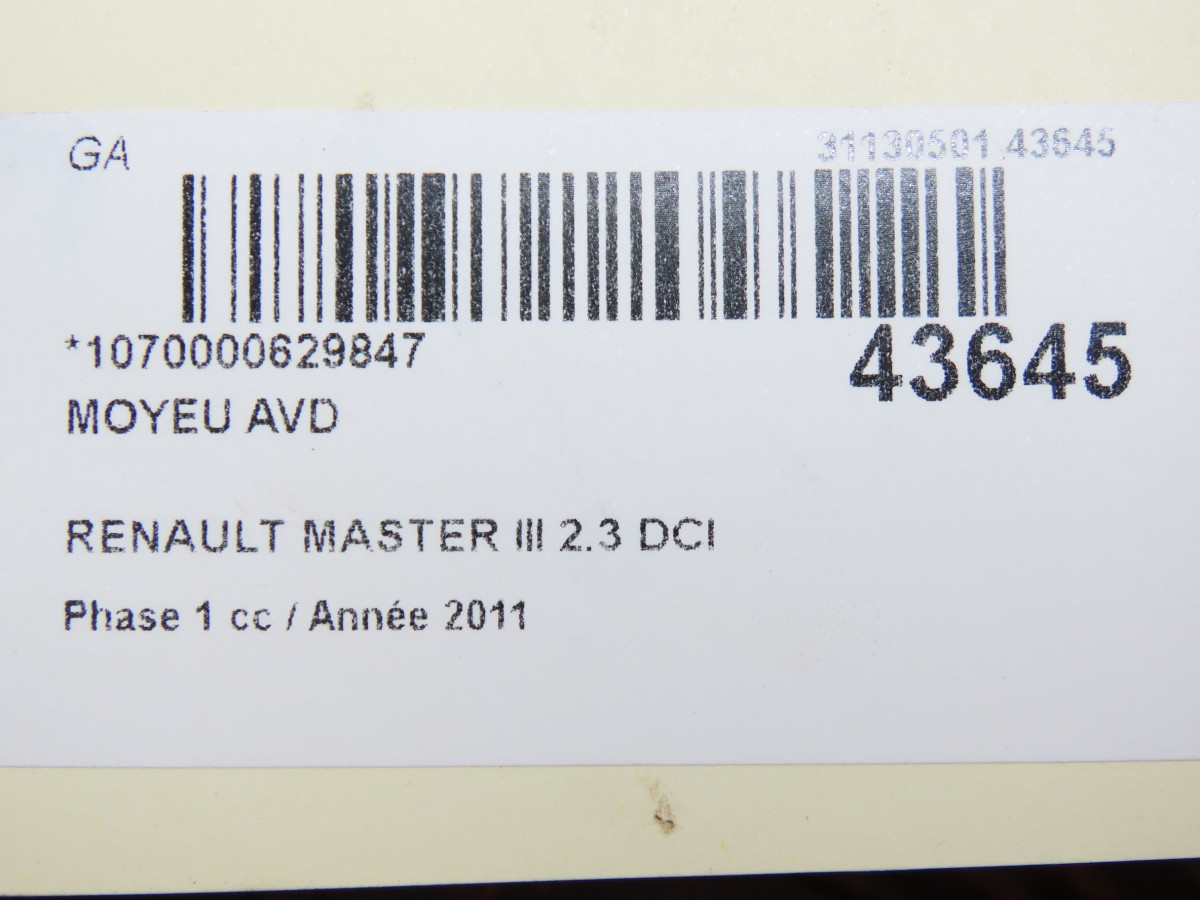 GA 31130501 43645
*1070000629847 43645
MOYEU AVD
RENAULT MASTER III 2.3 DCI
Phase 1 cc / Année 2011